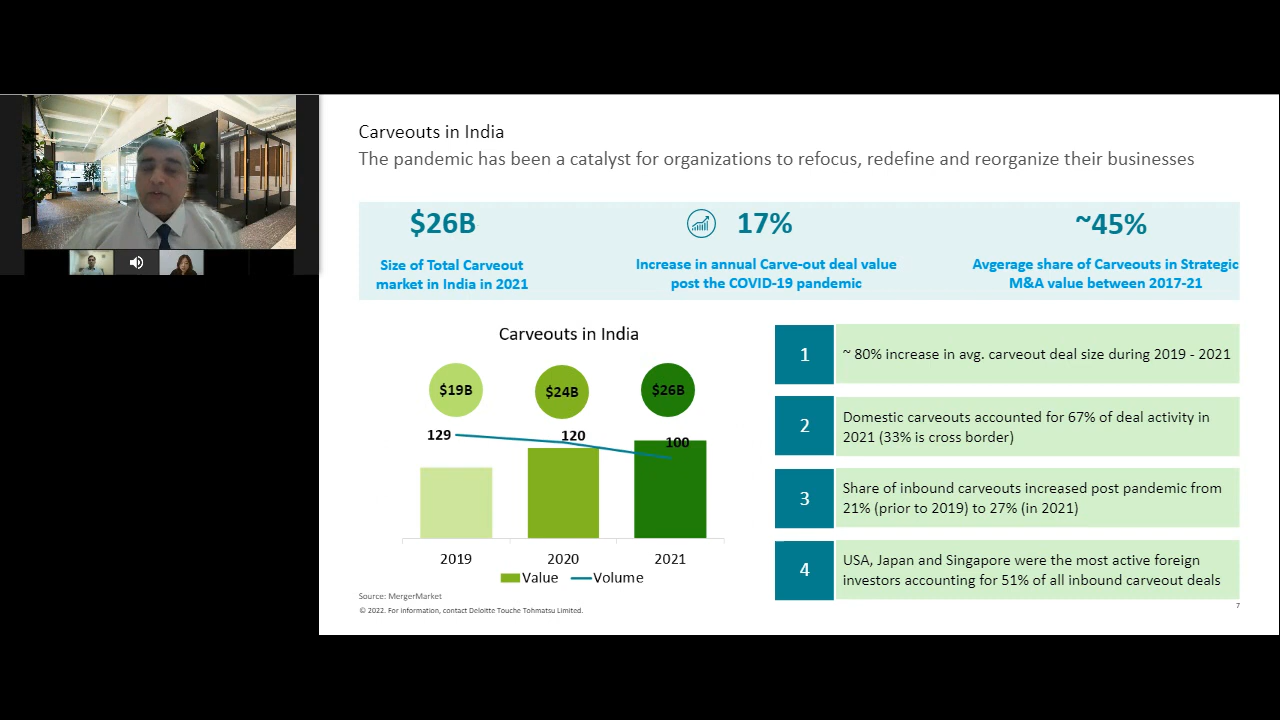 Carveouts in India
The pandemic has been a catalyst for organizations to refocus, redefine and reorganize their businesses
$26B
Size of Total Carveout
market in India in 2021
17%
Increase in annual Carve-out deal value
post the COVID-19 pandemic
~45%
Avgerage share of Carveouts in Strategic
M&A value between 2017-21
Carveouts in India
$19B
$24B
$26B
129
120
100
2019
2020
2021
Value
Volume
1
~ 80% increase in avg. carveout deal size during 2019 - 2021
2
Domestic carveouts accounted for 67% of deal activity in
2021 (33% is cross border)
3
Share of inbound carveouts increased post pandemic from
21% (prior to 2019) to 27% (in 2021)
4
USA, Japan and Singapore were the most active foreign
investors accounting for 51% of all inbound carveout deals
Source: MergerMarket
© 2022. For information, contact Deloitte Touche Tohmatsu Limited.
7